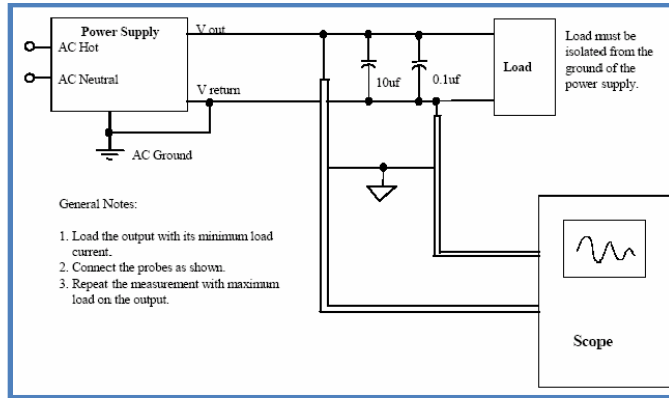 Power Supply
V out
AC Hot
AC Neutral
V return
AC Ground
10uf
0.1uf
Load
Load must be
isolated from the
ground of the
power supply.
General Notes:
1. Load the output with its minimum load
current.
2. Connect the probes as shown.
3. Repeat the measurement with maximum
load on the output.
Scope